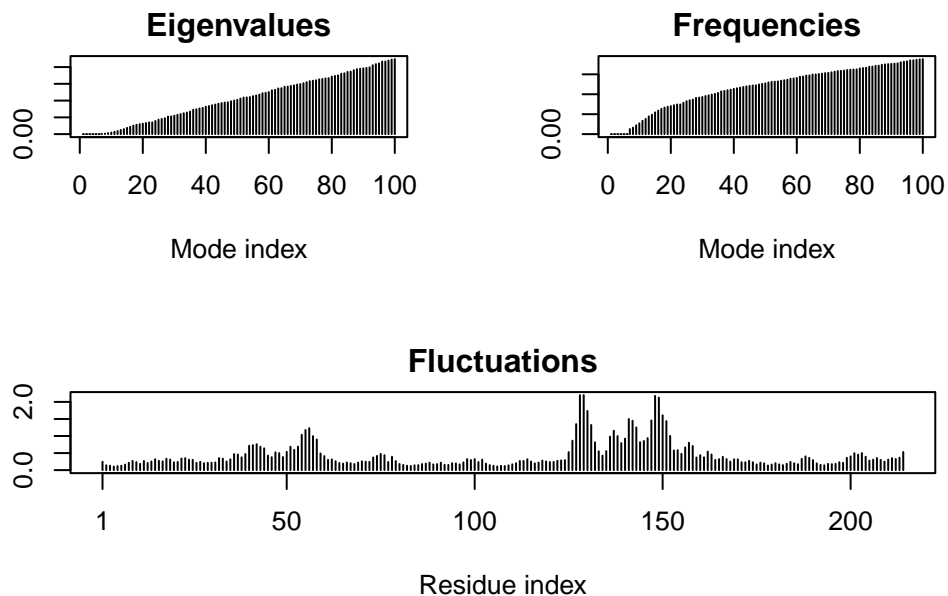 Eigenvalues
0.00
0 20 40 60 80 100
Mode index
Frequencies
0.00
0 20 40 60 80 100
Mode index
Fluctuations
2.0
0.0
1 50 100 150 200
Residue index